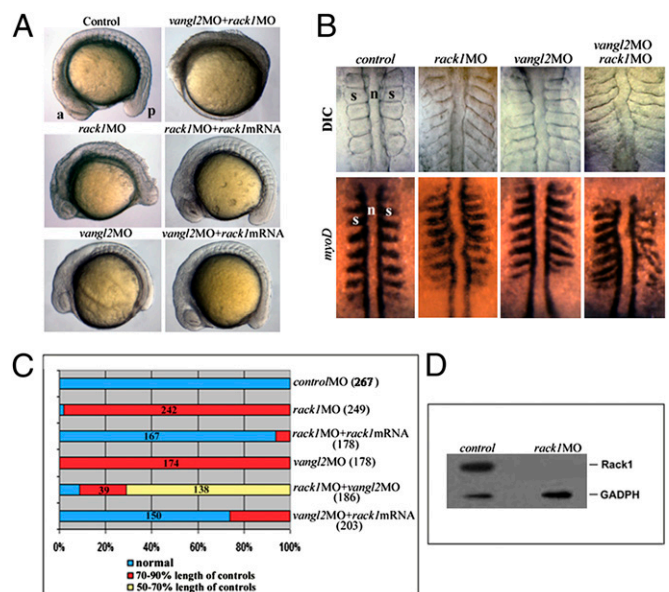 A
Control
vangl2MO+rack1MO
a
p
rack1MO
rack1MO+rack1mRNA
vangl2MO
vangl2MO+rack1mRNA
B
control
rack1MO
vangl2MO
vangl2MO
rack1MO
DIC
s
n
s
myoD
s
n
s
C
controlMO (267)
242
rack1MO (249)
167
rack1MO+rack1mRNA
(178)
174
vangl2MO (178)
39
138
rack1MO+vangl2MO
(186)
150
vangl2MO+rack1mRNA
(203)
0%
20%
40%
60%
80%
100%
normal
70-90% length of controls
50-70% length of controls
D
control
rack1MO
Rack1
GADPH